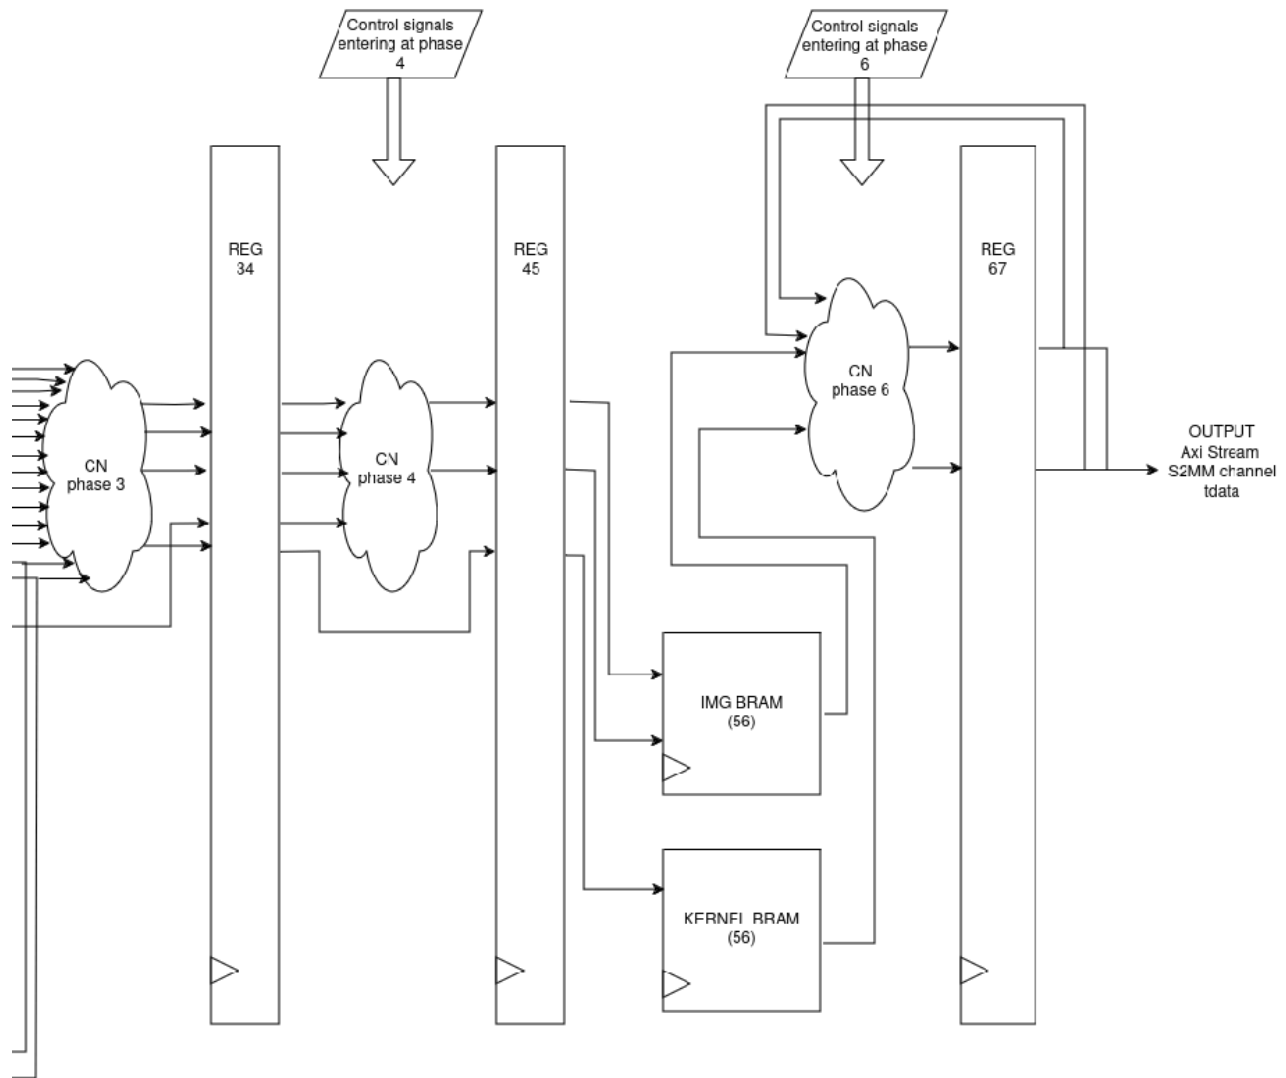 Control signals
entering at phase
4
Control signals
entering at phase
6
REG
34
REG
45
REG
67
CN
phase 3
CN
phase 4
CN
phase 6
OUTPUT
Axi Stream
S2MM channel
tdata
IMG BRAM
(56)
KERNEL BRAM
(56)